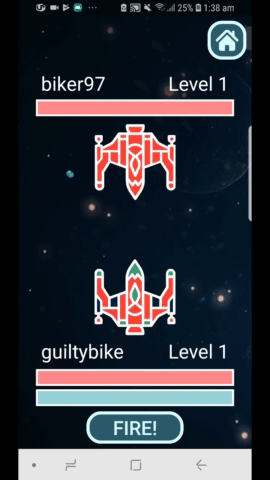 25% 1:38 am
biker97 Level 1
guiltybike Level 1
FIRE!